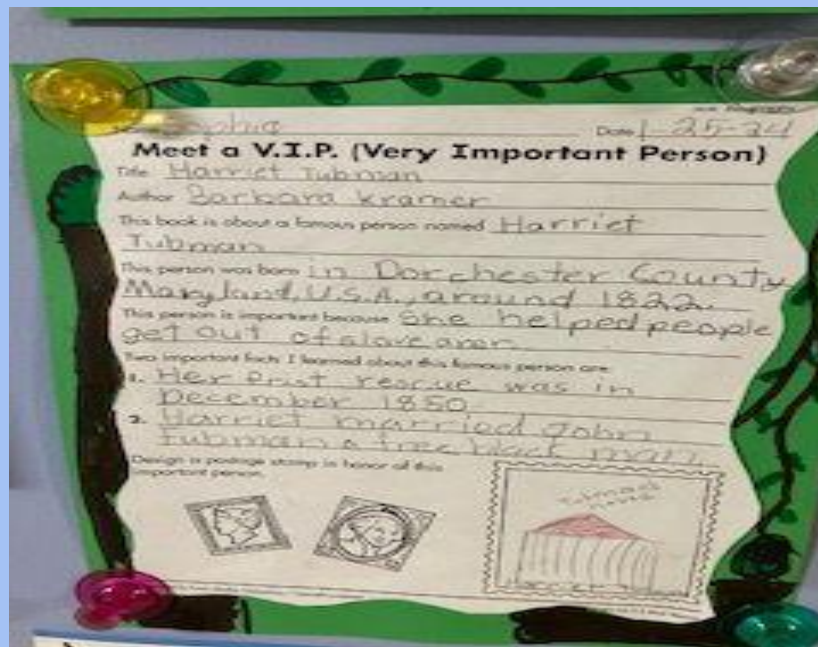 Sophia Date 1-25-24
Meet a V.I.P. (Very Important Person)
Title Harriet Tubman
Author Barbara Kramer
This book is about a famous person named Harriet
Tubman
This person was born in Dorchester County
Maryland, U.S.A., around 1822.
This person is important because She helped people
get out of
Two important facts I learned about this famous person are:
1. Her frist rescue was in
December 1850
2. Harriet married John
Tubman a free black man.
Design a postage stamp in honor of this
important person.